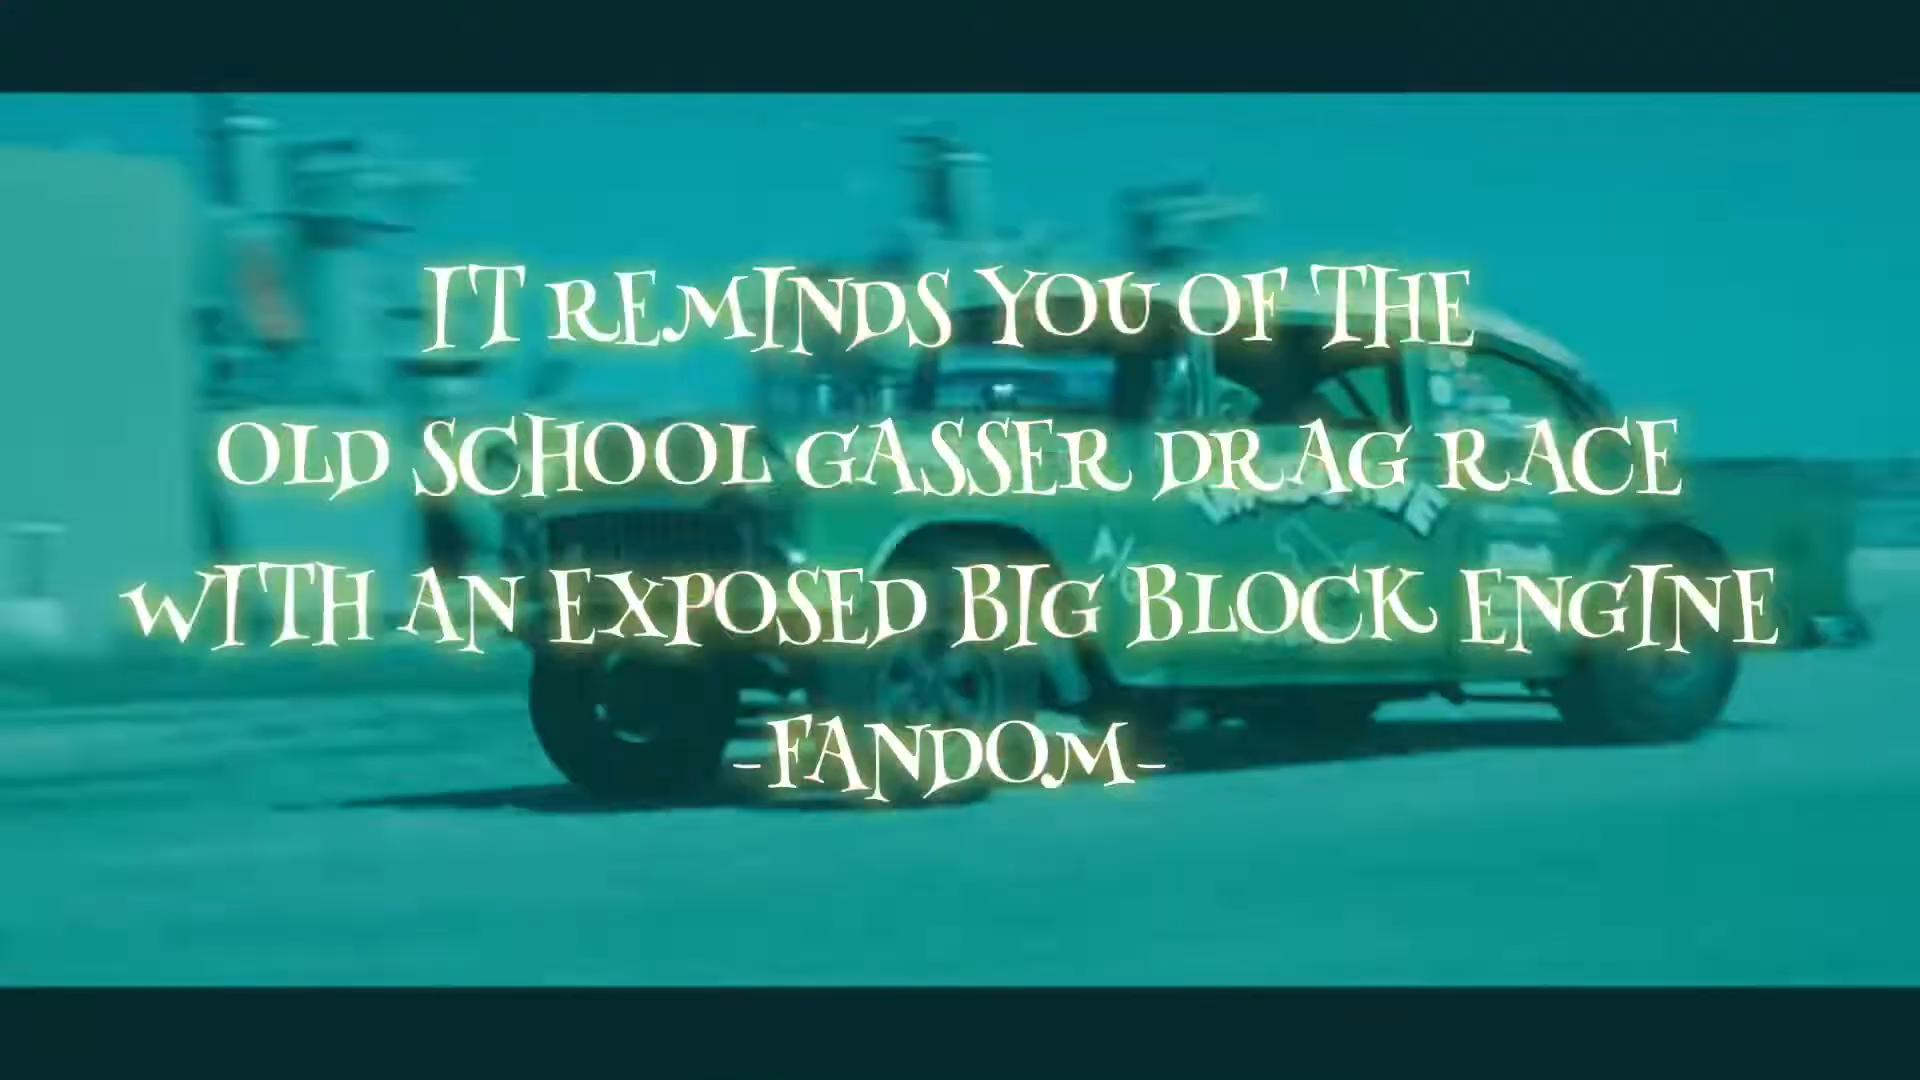 IT REMINDS YOU OF THE
OLD SCHOOL GASSER DRAG RACE
WITH AN EXPOSED BIG BLOCK ENGINE
-FANDOM-
A/G